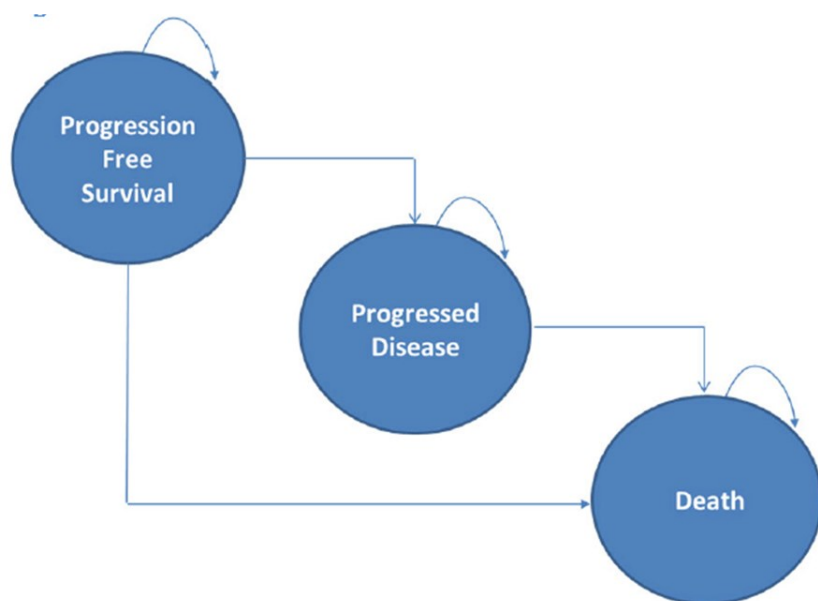 Progression
Free
Survival
Progressed
Disease
Death